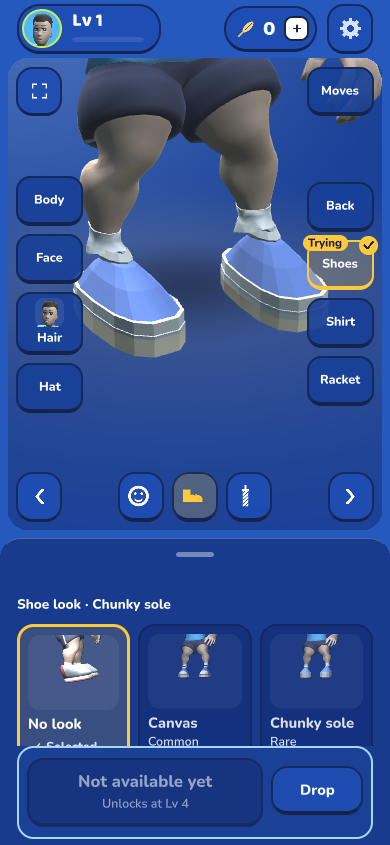 Lv 1
0
+
Moves
Body
Back
Trying
Face
Shoes
Hair
Shirt
Hat
Racket
Shoe look · Chunky sole
No look
✓ Selected
Canvas
Common
Chunky sole
Rare
Not available yet
Unlocks at Lv 4
Drop